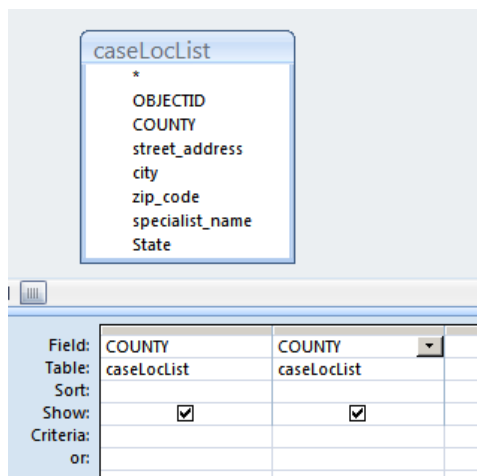 caseLocList
*
OBJECTID
COUNTY
street_address
city
zip_code
specialist_name
State
Field: COUNTY COUNTY
Table: caseLocList caseLocList
Sort:
Show:
Criteria:
or: